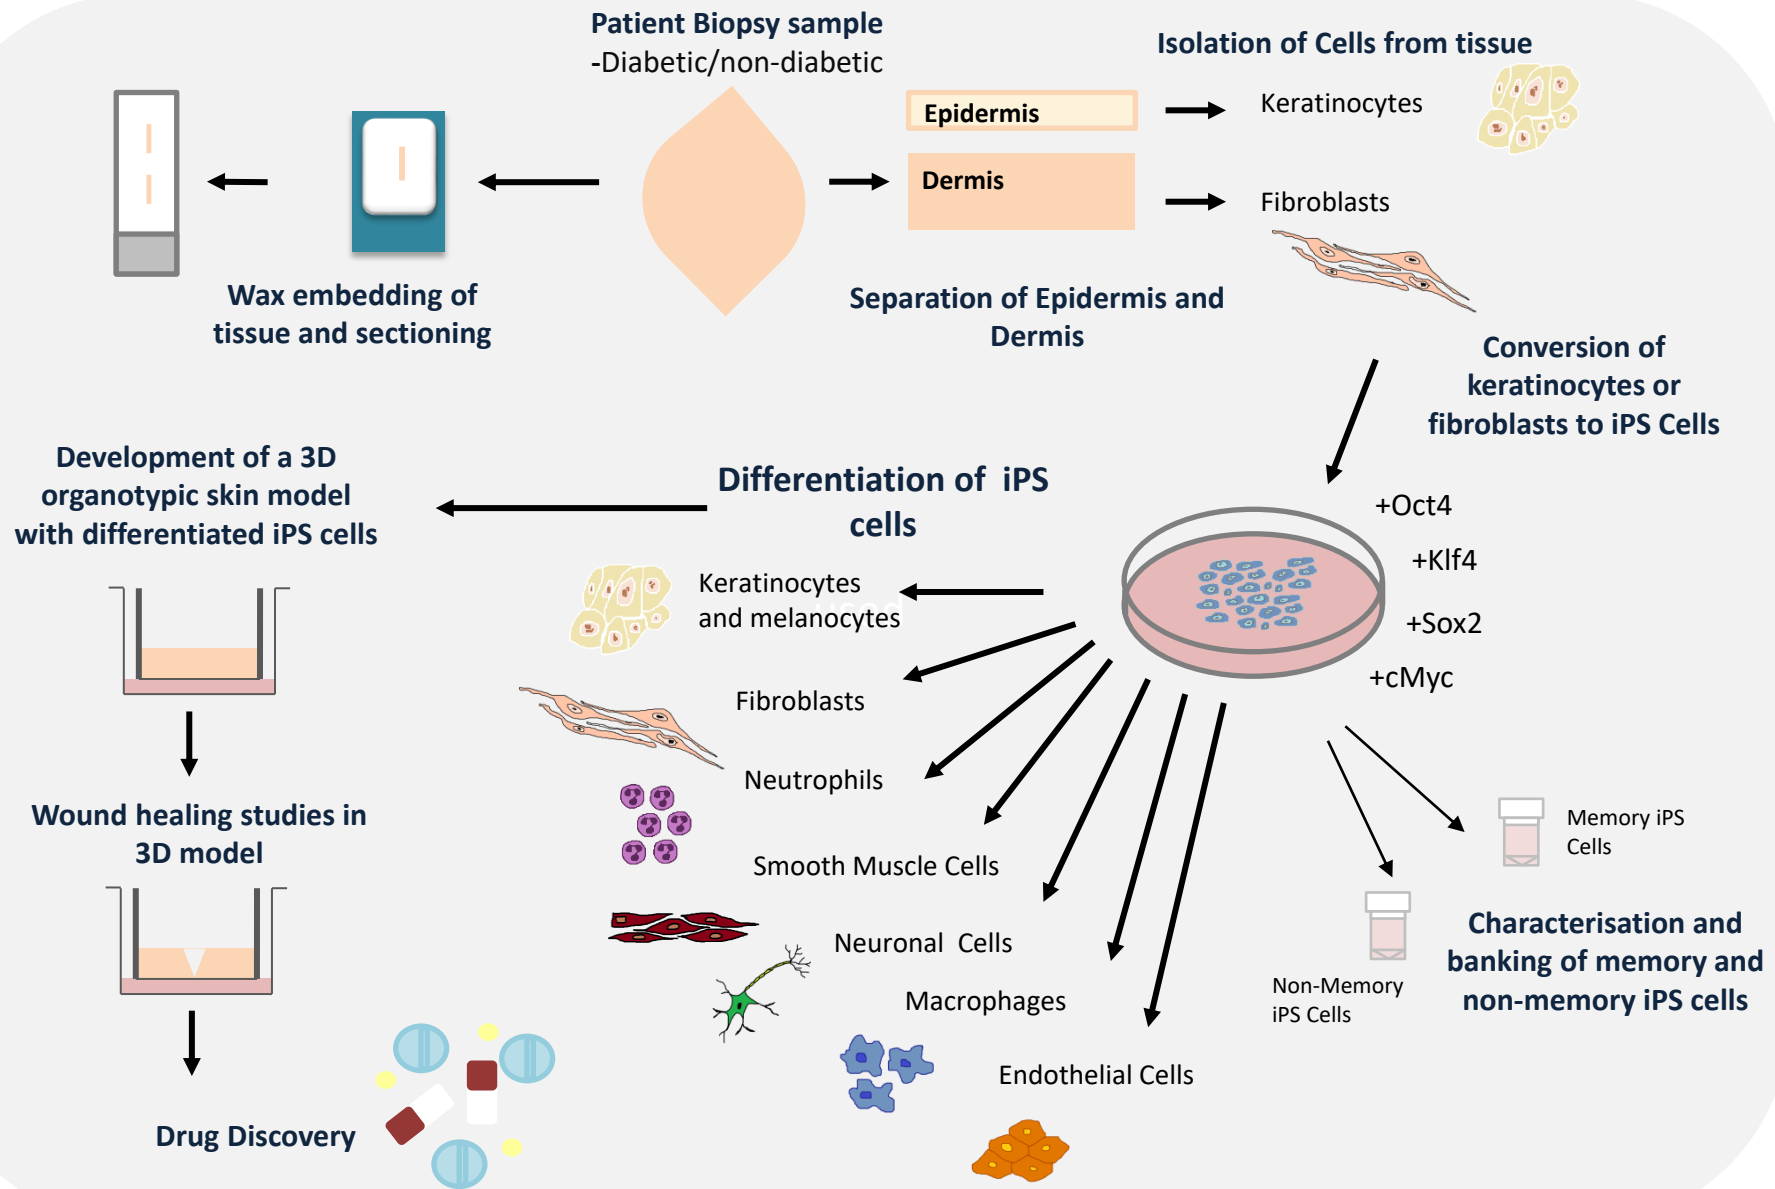 Patient Biopsy sample
-Diabetic/non-diabetic
Isolation of Cells from tissue
Epidermis
Keratinocytes
Dermis
Fibroblasts
Wax embedding of
tissue and sectioning
Separation of Epidermis and
Dermis
Conversion of
keratinocytes or
fibroblasts to iPS Cells
Development of a 3D
organotypic skin model
with differentiated iPS cells
Differentiation of iPS
cells
+Oct4
+Klf4
+Sox2
+cMyc
Keratinocytes
and melanocytes
used
Fibroblasts
Neutrophils
Smooth Muscle Cells
Neuronal Cells
Macrophages
Endothelial Cells
Wound healing studies in
3D model
Drug Discovery
Memory iPS
Cells
Non-Memory
iPS Cells
Characterisation and
banking of memory and
non-memory iPS cells